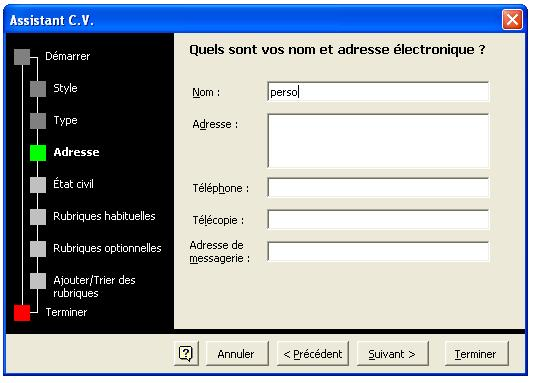 Assistant C.V.
Démarrer
Style
Type
Adresse
État civil
Rubriques habituelles
Rubriques optionnelles
Ajouter/Trier des
rubriques
Terminer
Quels sont vos nom et adresse électronique ?
Nom :
perso
Adresse :
Téléphone :
Télécopie :
Adresse de
messagerie :
?
Annuler
< Précédent
Suivant >
Terminer